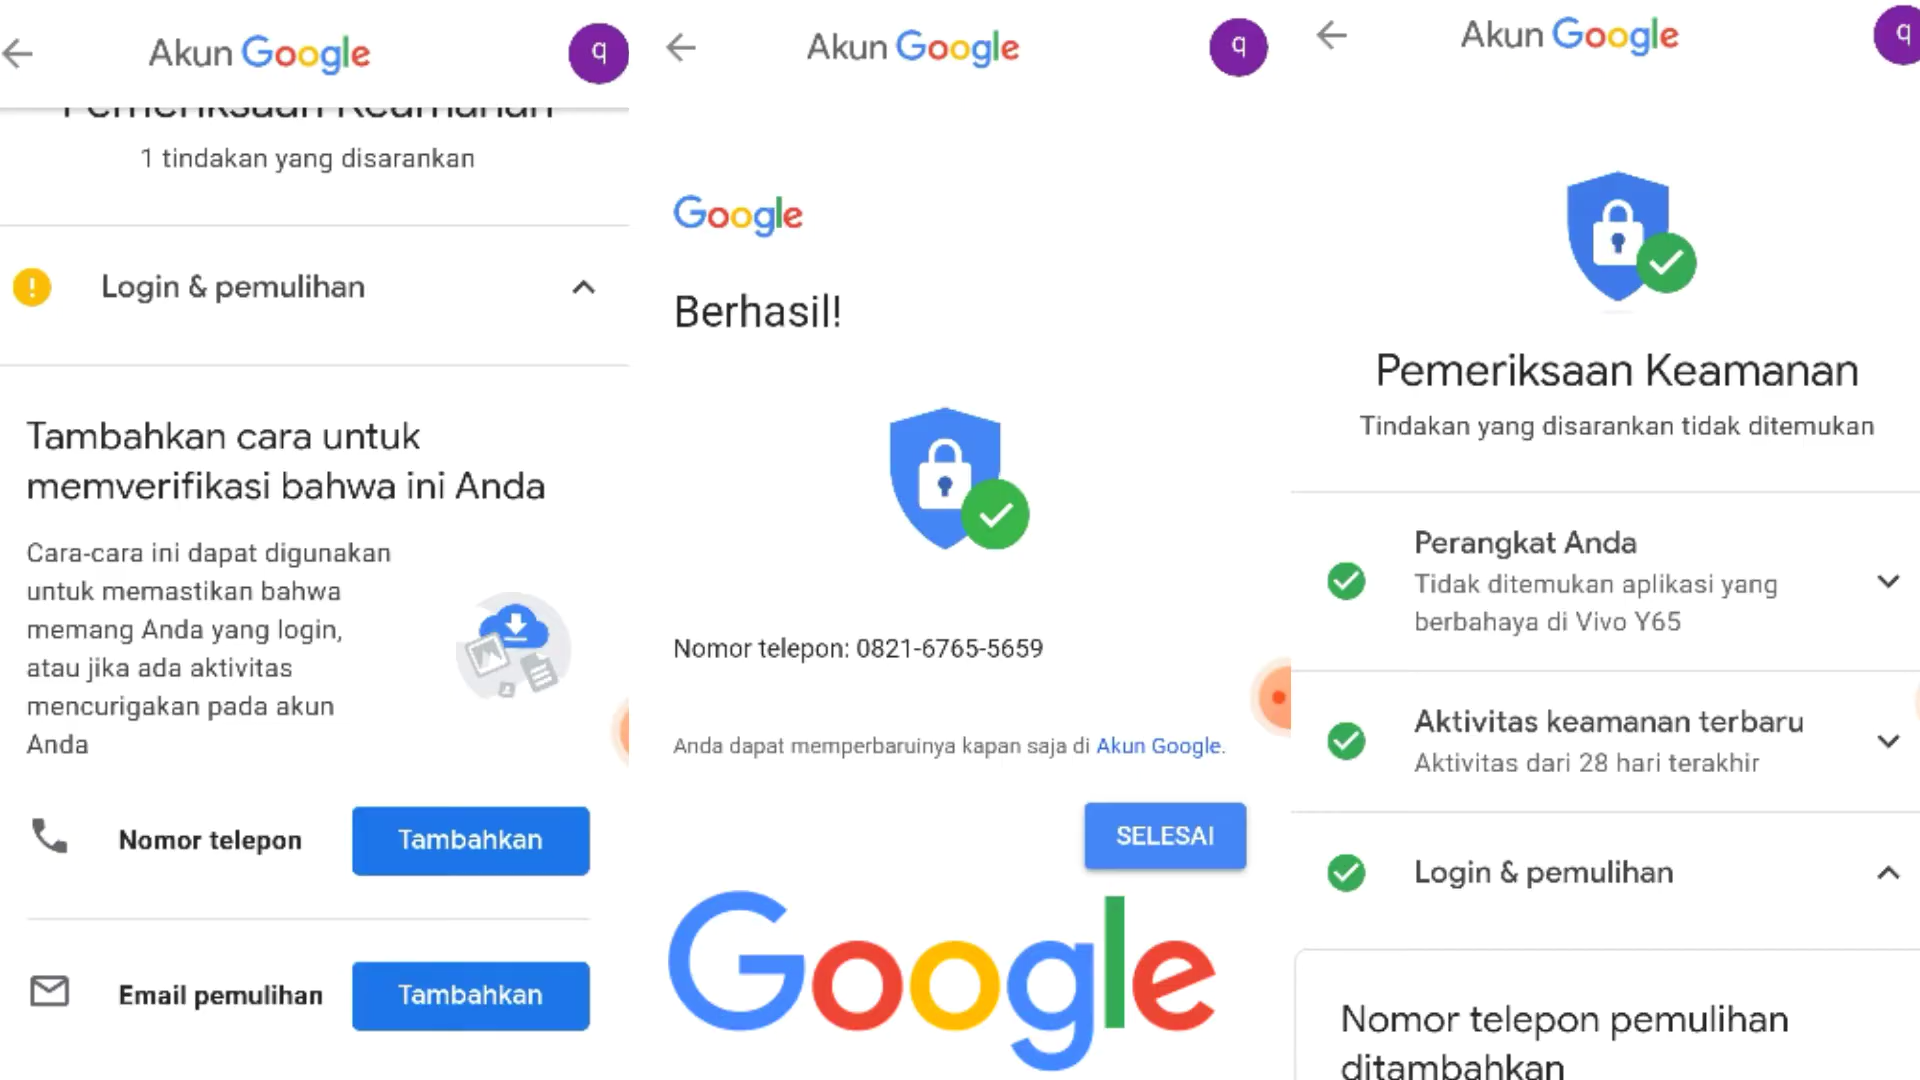 Akun Google
q
Pemeriksaan Keamanan
1 tindakan yang disarankan
Login & pemulihan
Tambahkan cara untuk
memverifikasi bahwa ini Anda
Cara-cara ini dapat digunakan
untuk memastikan bahwa
memang Anda yang login,
atau jika ada aktivitas
mencurigakan pada akun
Anda
Nomor telepon
Tambahkan
Email pemulihan
Tambahkan
Akun Google
q
Google
Berhasil!
Nomor telepon: 0821-6765-5659
Anda dapat memperbaruinya kapan saja di Akun Google.
SELESAI
Google
Akun Google
q
Pemeriksaan Keamanan
Tindakan yang disarankan tidak ditemukan
Perangkat Anda
Tidak ditemukan aplikasi yang
berbahaya di Vivo Y65
Aktivitas keamanan terbaru
Aktivitas dari 28 hari terakhir
Login & pemulihan
Nomor telepon pemulihan
ditambahkan